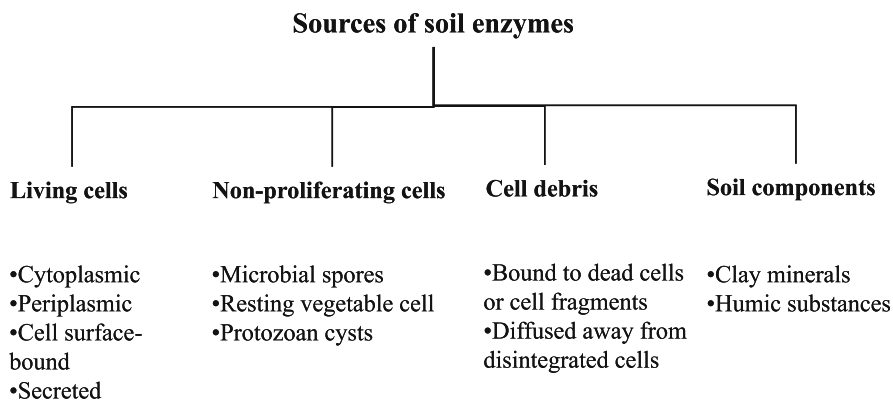 Sources of soil enzymes
Living cells
Non-proliferating cells
Cell debris
Soil components
•Cytoplasmic
•Periplasmic
•Cell surface-
bound
•Secreted
•Microbial spores
•Resting vegetable cell
•Protozoan cysts
•Bound to dead cells
or cell fragments
•Diffused away from
disintegrated cells
•Clay minerals
•Humic substances